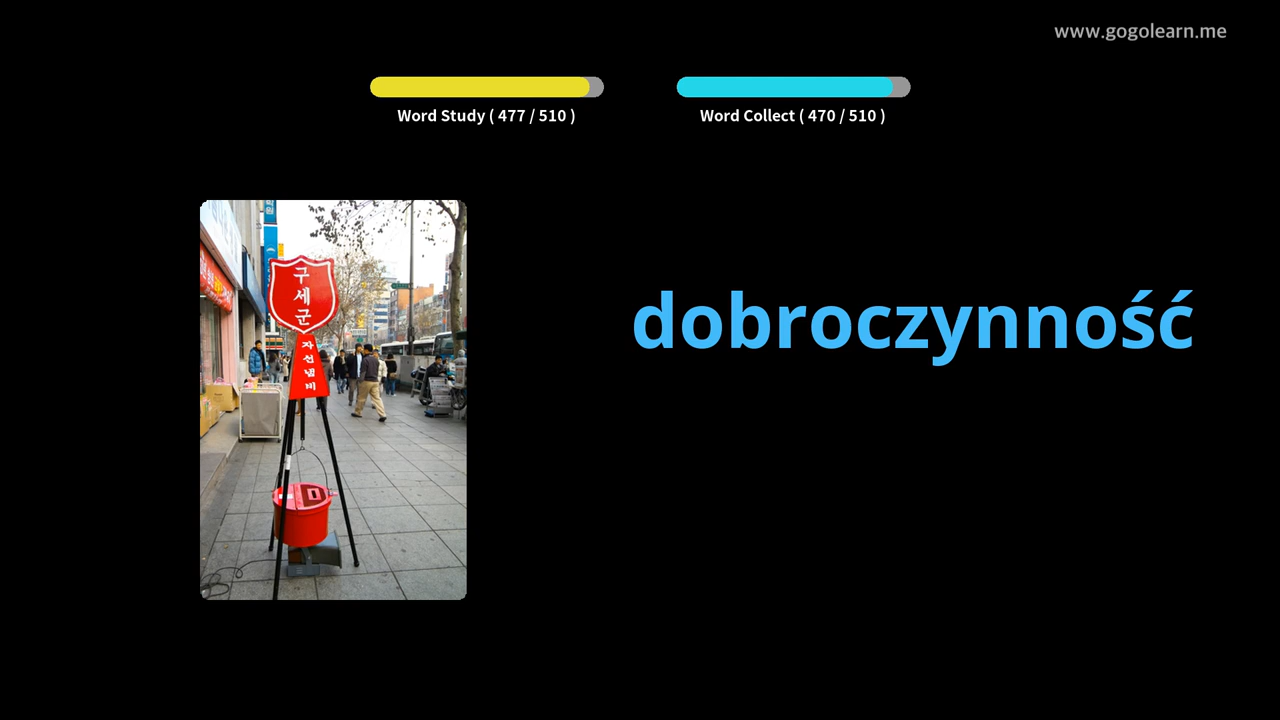 www.gogolearn.me
Word Study ( 477 / 510 )
Word Collect ( 470 / 510 )
구
세
군
자
선
냄
비
dobroczynność